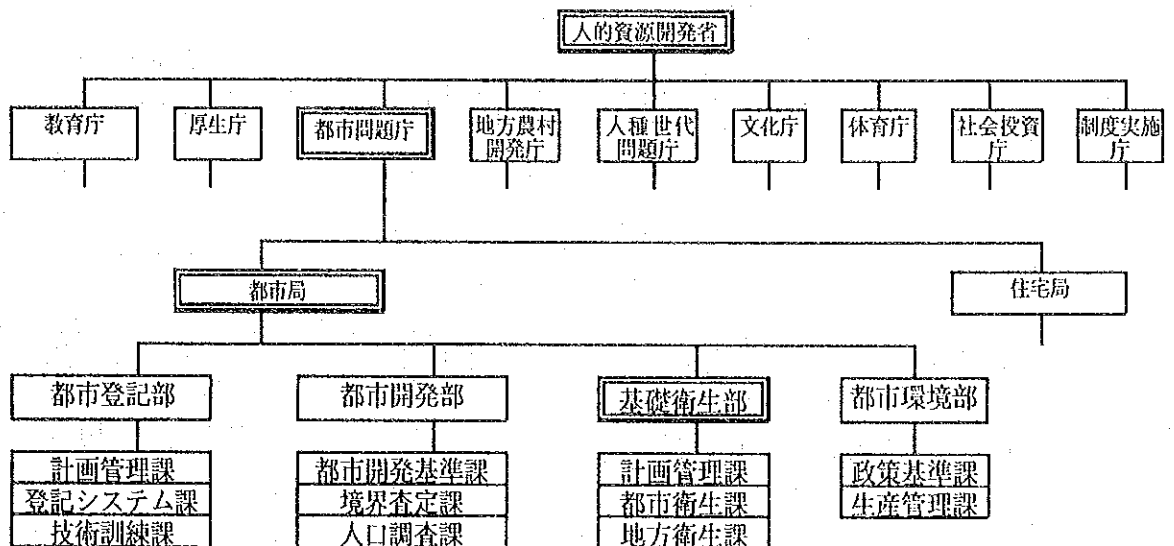 人的資源開発省
教育庁
厚生庁
都市問題庁
地方農村
開発庁
人種世代
問題庁
文化庁
体育庁
社会投資
庁
制度実施
庁
都市局
住宅局
都市登記部
都市開発部
基礎衛生部
都市環境部
計画管理課
登記システム課
技術訓練課
都市開発基準課
境界査定課
人口調査課
計画管理課
都市衛生課
地方衛生課
政策基準課
生産管理課